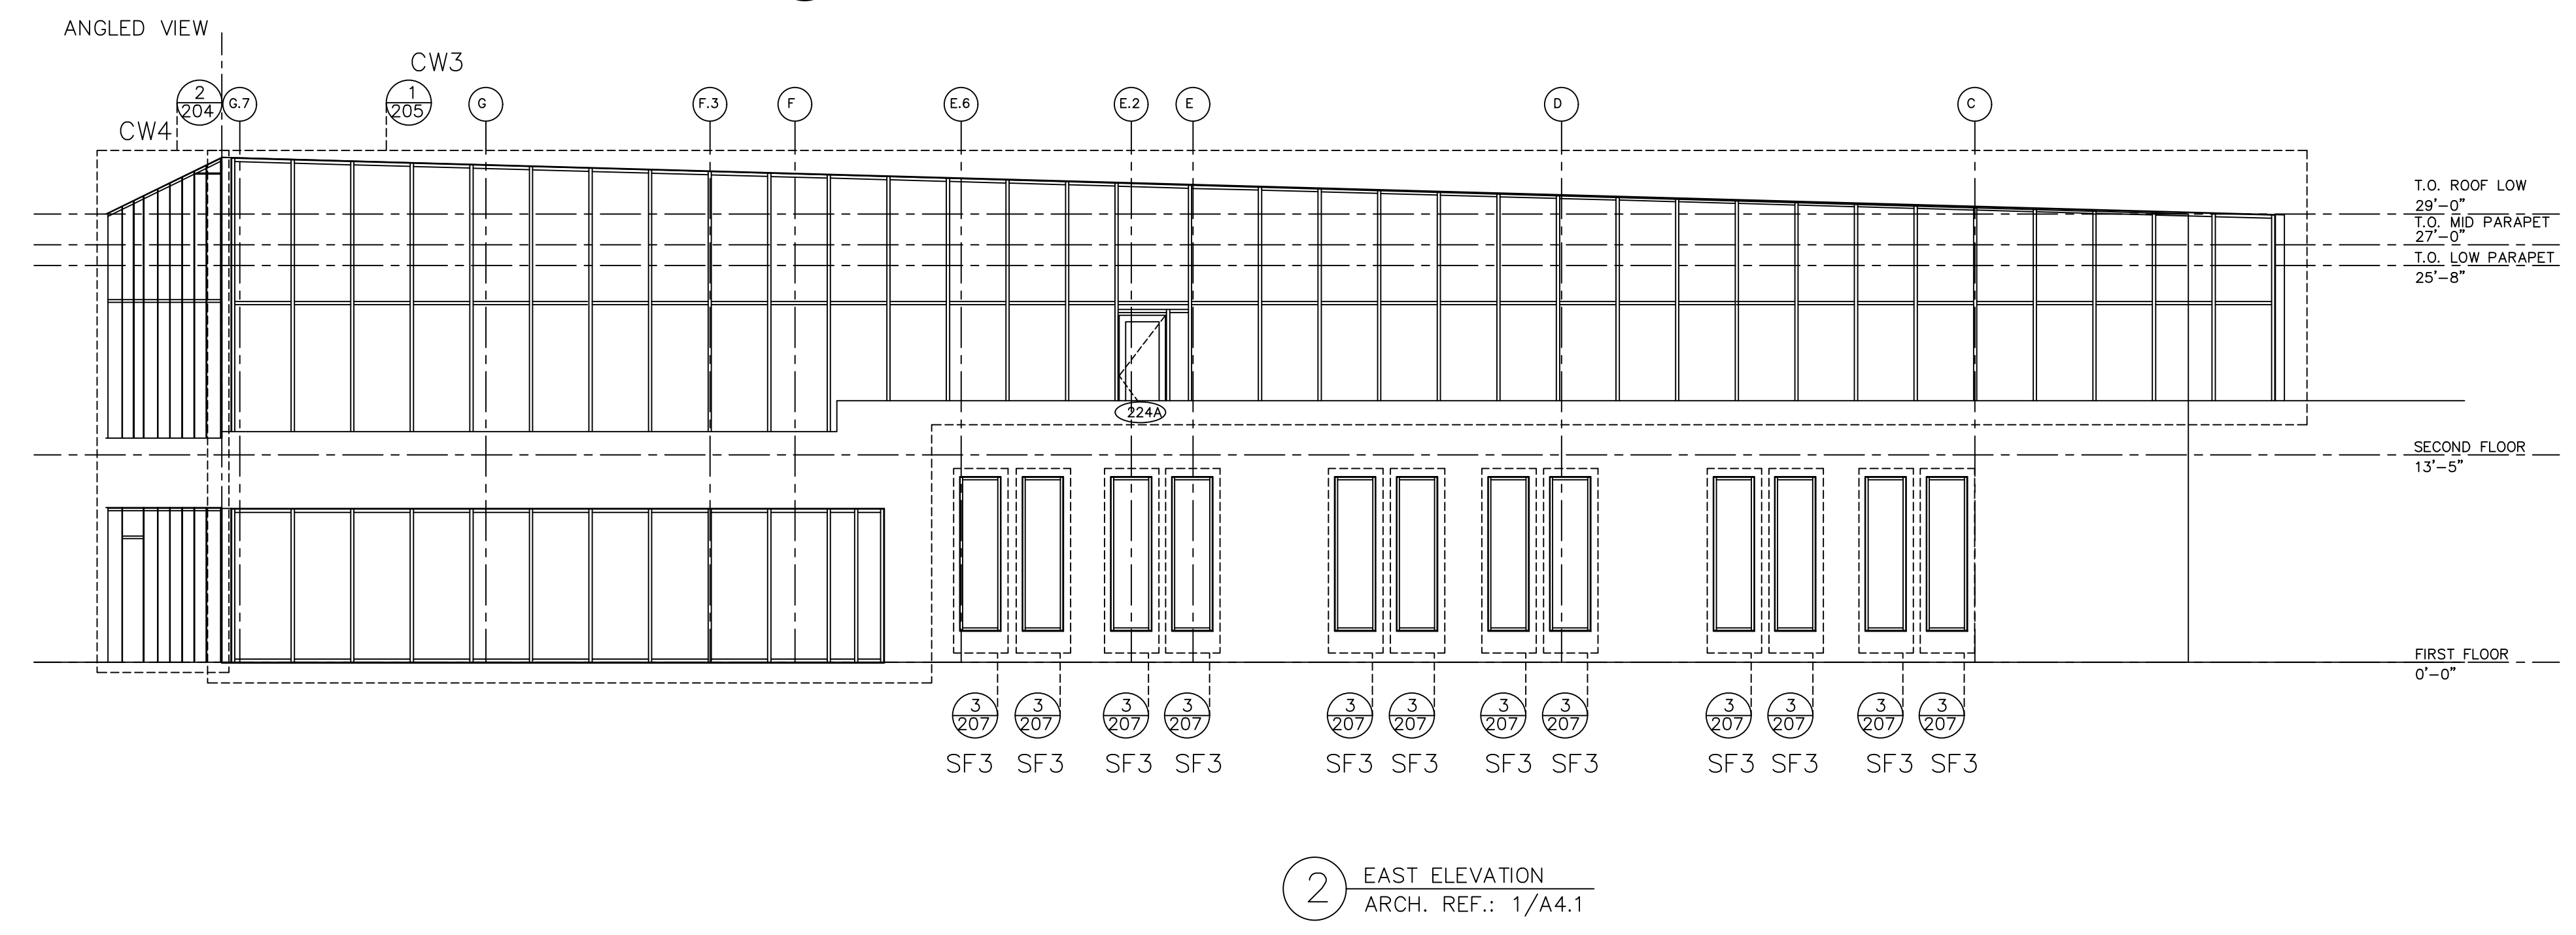 ANGLED VIEW
CW3
2
204
G.7
1
205
G
F.3
F
E.6
E.2
E
D
C
CW4
T.O. ROOF LOW
29'-0"
T.O. MID PARAPET
27'-0"
T.O. LOW PARAPET
25'-8"
224A
SECOND FLOOR
13'-5"
FIRST FLOOR
0'-0"
3 3 3 3 3 3 3 3 3 3 3 3
207 207 207 207 207 207 207 207 207 207 207 207
SF3 SF3 SF3 SF3 SF3 SF3 SF3 SF3 SF3 SF3 SF3 SF3
2
EAST ELEVATION
ARCH. REF.: 1/A4.1